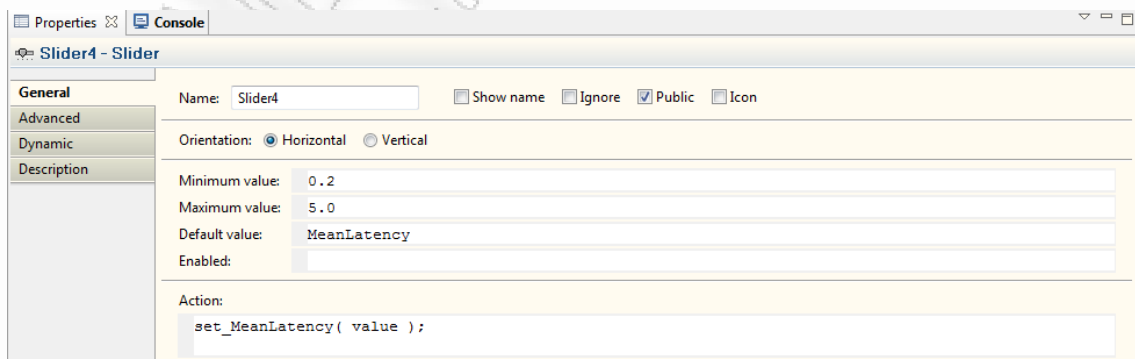 Properties Console
Slider4 - Slider
General
Advanced
Dynamic
Description
Name: Slider4 Show name Ignore Public Icon
Orientation: Horizontal Vertical
Minimum value: 0.2
Maximum value: 5.0
Default value: MeanLatency
Enabled:
Action:
set_MeanLatency( value );